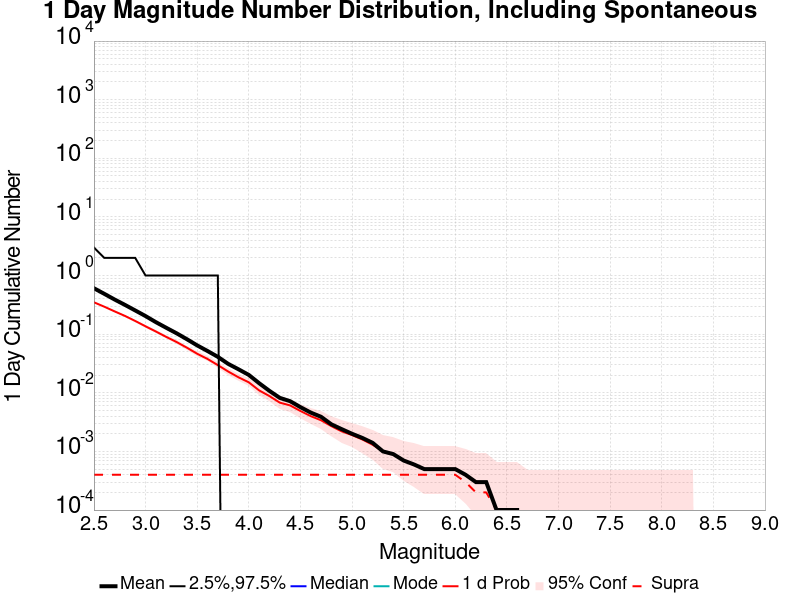 1 Day Magnitude Number Distribution, Including Spontaneous
10^4
10^3
10^2
10^1
10^0
10^-1
10^-2
10^-3
10^-4
1 Day Cumulative Number
2.5 3.0 3.5 4.0 4.5 5.0 5.5 6.0 6.5 7.0 7.5 8.0 8.5 9.0
Magnitude
Mean 2.5%,97.5% Median Mode 1 d Prob 95% Conf Supra